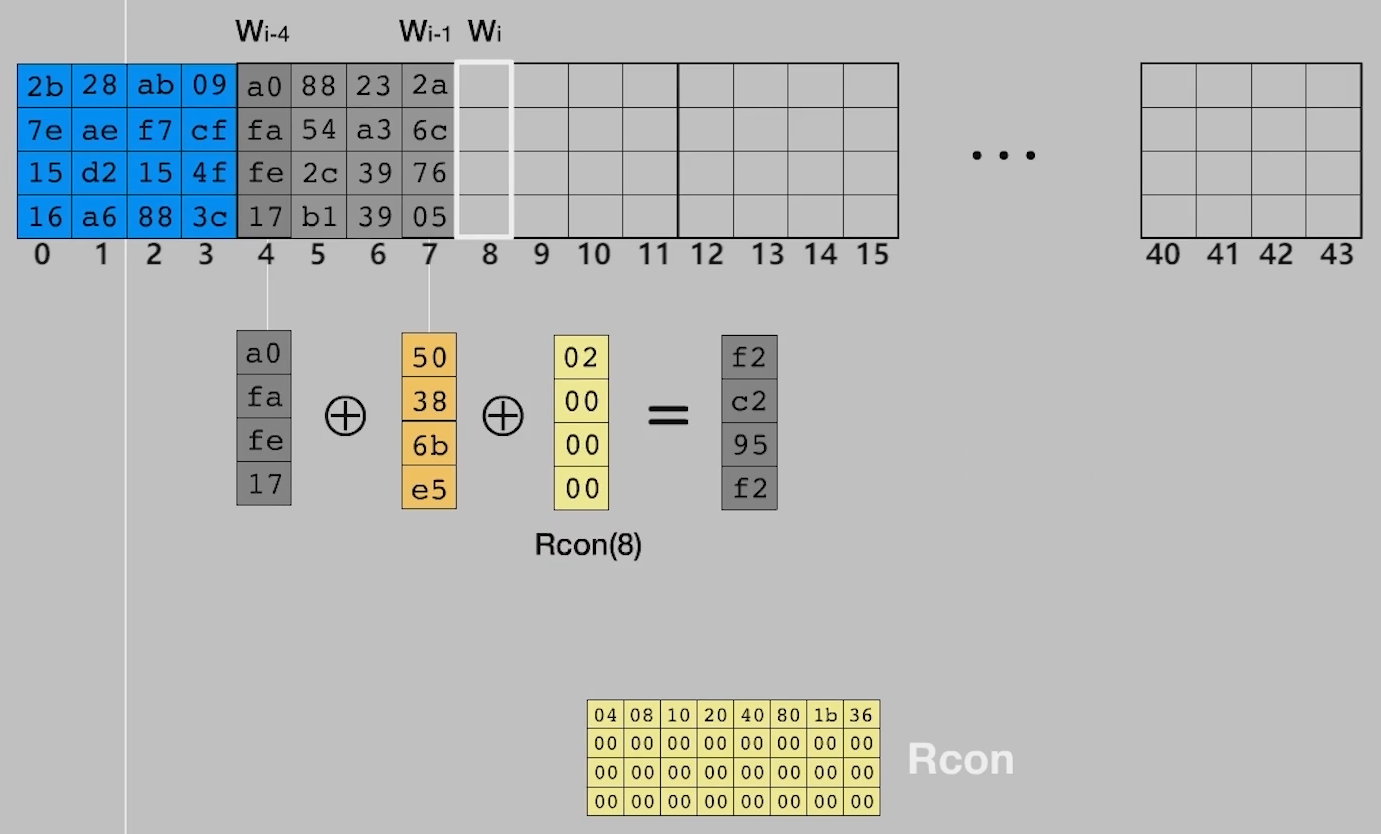 Wi-4 Wi-1 Wi
2b 28 ab 09 a0 88 23 2a
7e ae f7 cf fa 54 a3 6c
15 d2 15 4f fe 2c 39 76
16 a6 88 3c 17 b1 39 05
0 1 2 3 4 5 6 7 8 9 10 11 12 13 14 15 40 41 42 43
...
a0 50 02 f2
fa 38 00 c2
⊕ ⊕ =
fe 6b 00 95
17 e5 00 f2
Rcon(8)
04 08 10 20 40 80 1b 36
00 00 00 00 00 00 00 00
00 00 00 00 00 00 00 00
00 00 00 00 00 00 00 00
Rcon